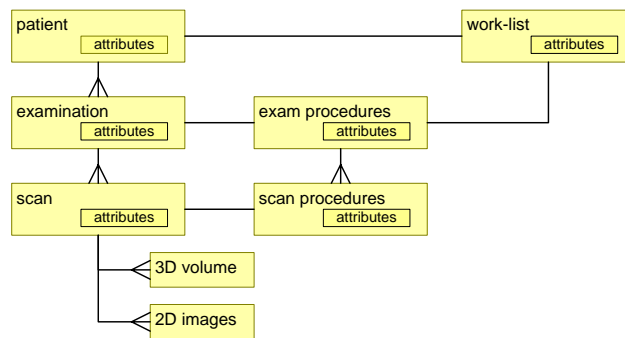 patient
attributes
work-list
attributes
examination
attributes
exam procedures
attributes
scan
attributes
scan procedures
attributes
3D volume
2D images